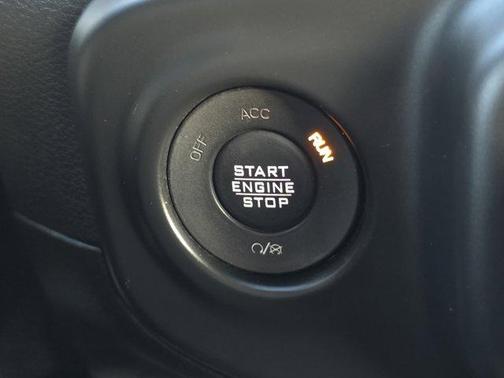 OFF
ACC
RUN
START
ENGINE
STOP